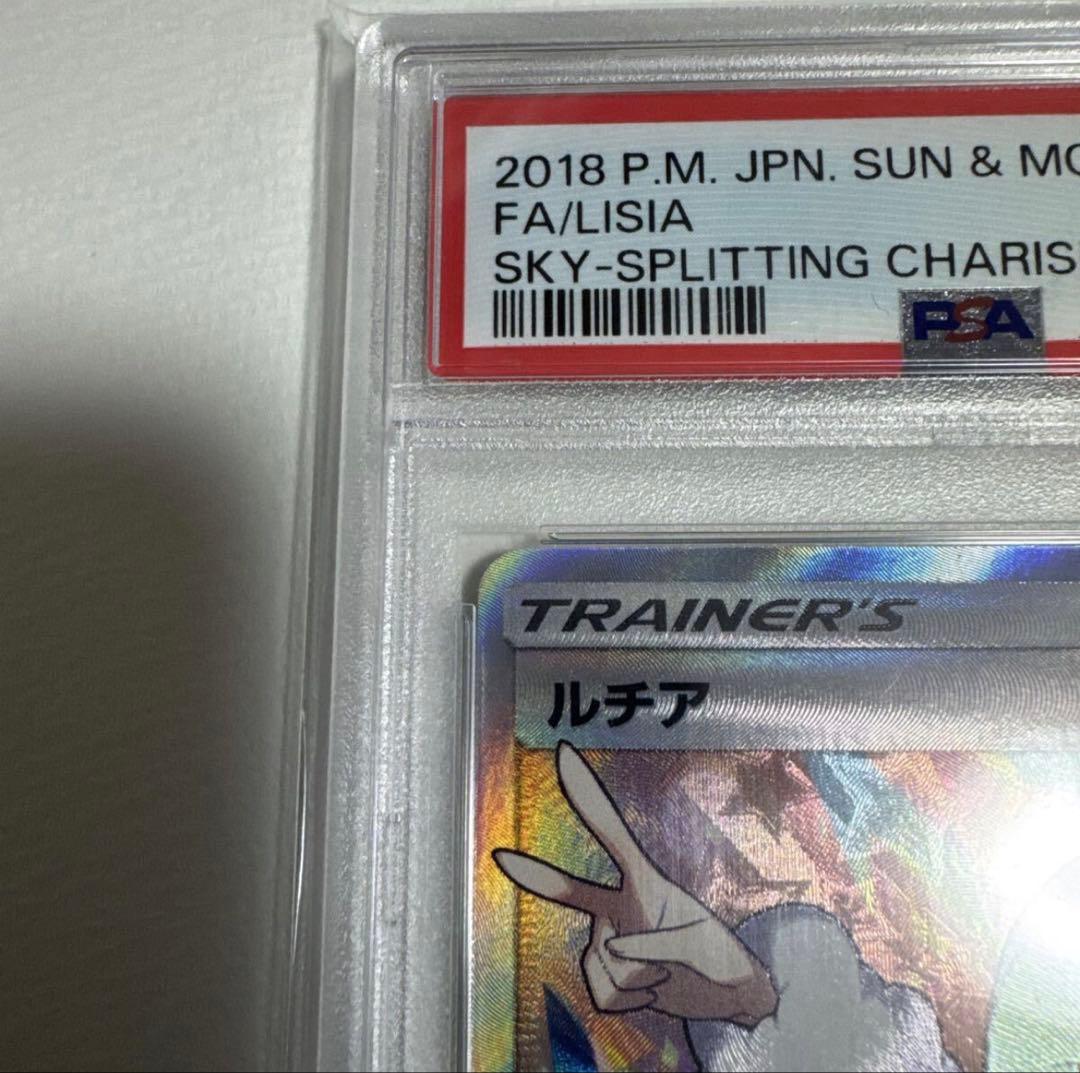 2018 P.M. JPN. SUN & MO
FA/LISIA
SKY-SPLITTING CHARIS
PSA
TRAINER'S
ルチア